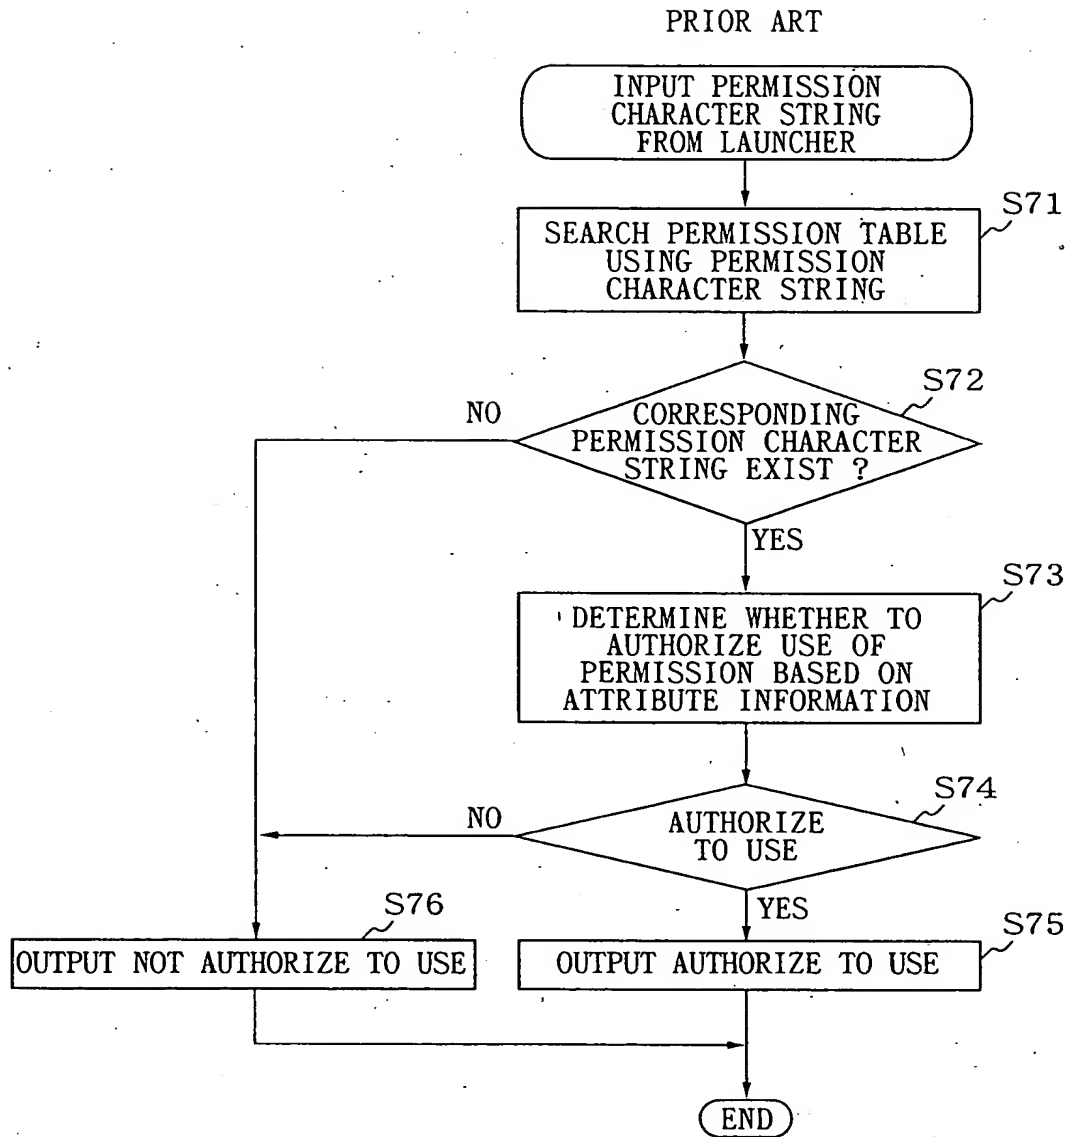 PRIOR ART
INPUT PERMISSION
CHARACTER STRING
FROM LAUNCHER
S71
SEARCH PERMISSION TABLE
USING PERMISSION
CHARACTER STRING
S72
NO
CORRESPONDING
PERMISSION CHARACTER
STRING EXIST ?
YES
S73
DETERMINE WHETHER TO
AUTHORIZE USE OF
PERMISSION BASED ON
ATTRIBUTE INFORMATION
S74
NO
AUTHORIZE
TO USE
YES
S76
S75
OUTPUT NOT AUTHORIZE TO USE
OUTPUT AUTHORIZE TO USE
END